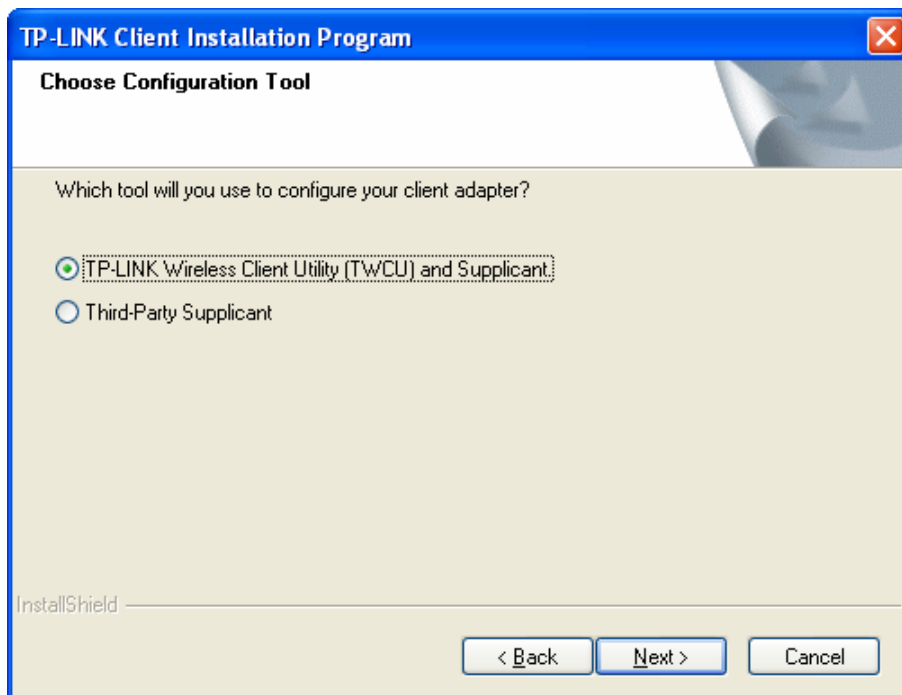 TP-LINK Client Installation Program
Choose Configuration Tool
Which tool will you use to configure your client adapter?
TP-LINK Wireless Client Utility (TWCU) and Supplicant.
Third-Party Supplicant
InstallShield
< Back
Next >
Cancel